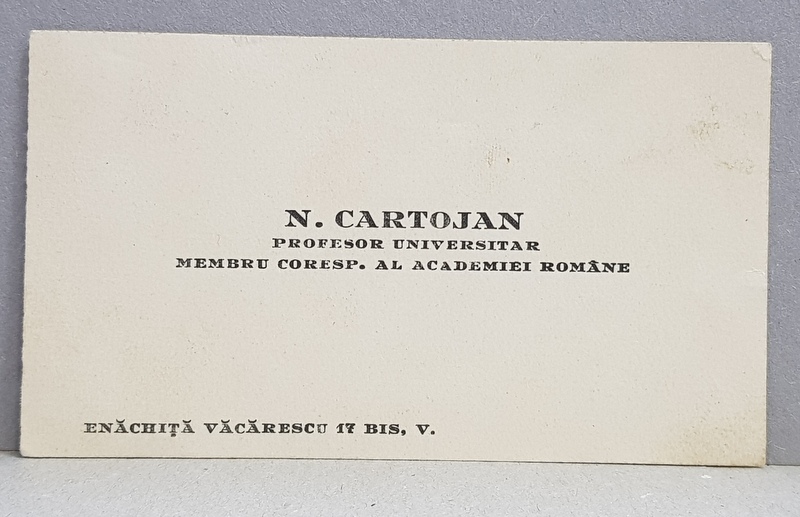 N. CARTOJAN
PROFESOR UNIVERSITAR
MEMBRU CORESP. AL ACADEMIEI ROMÂNE
ENĂCHIȚĂ VĂCĂRESCU 17 BIS, V.